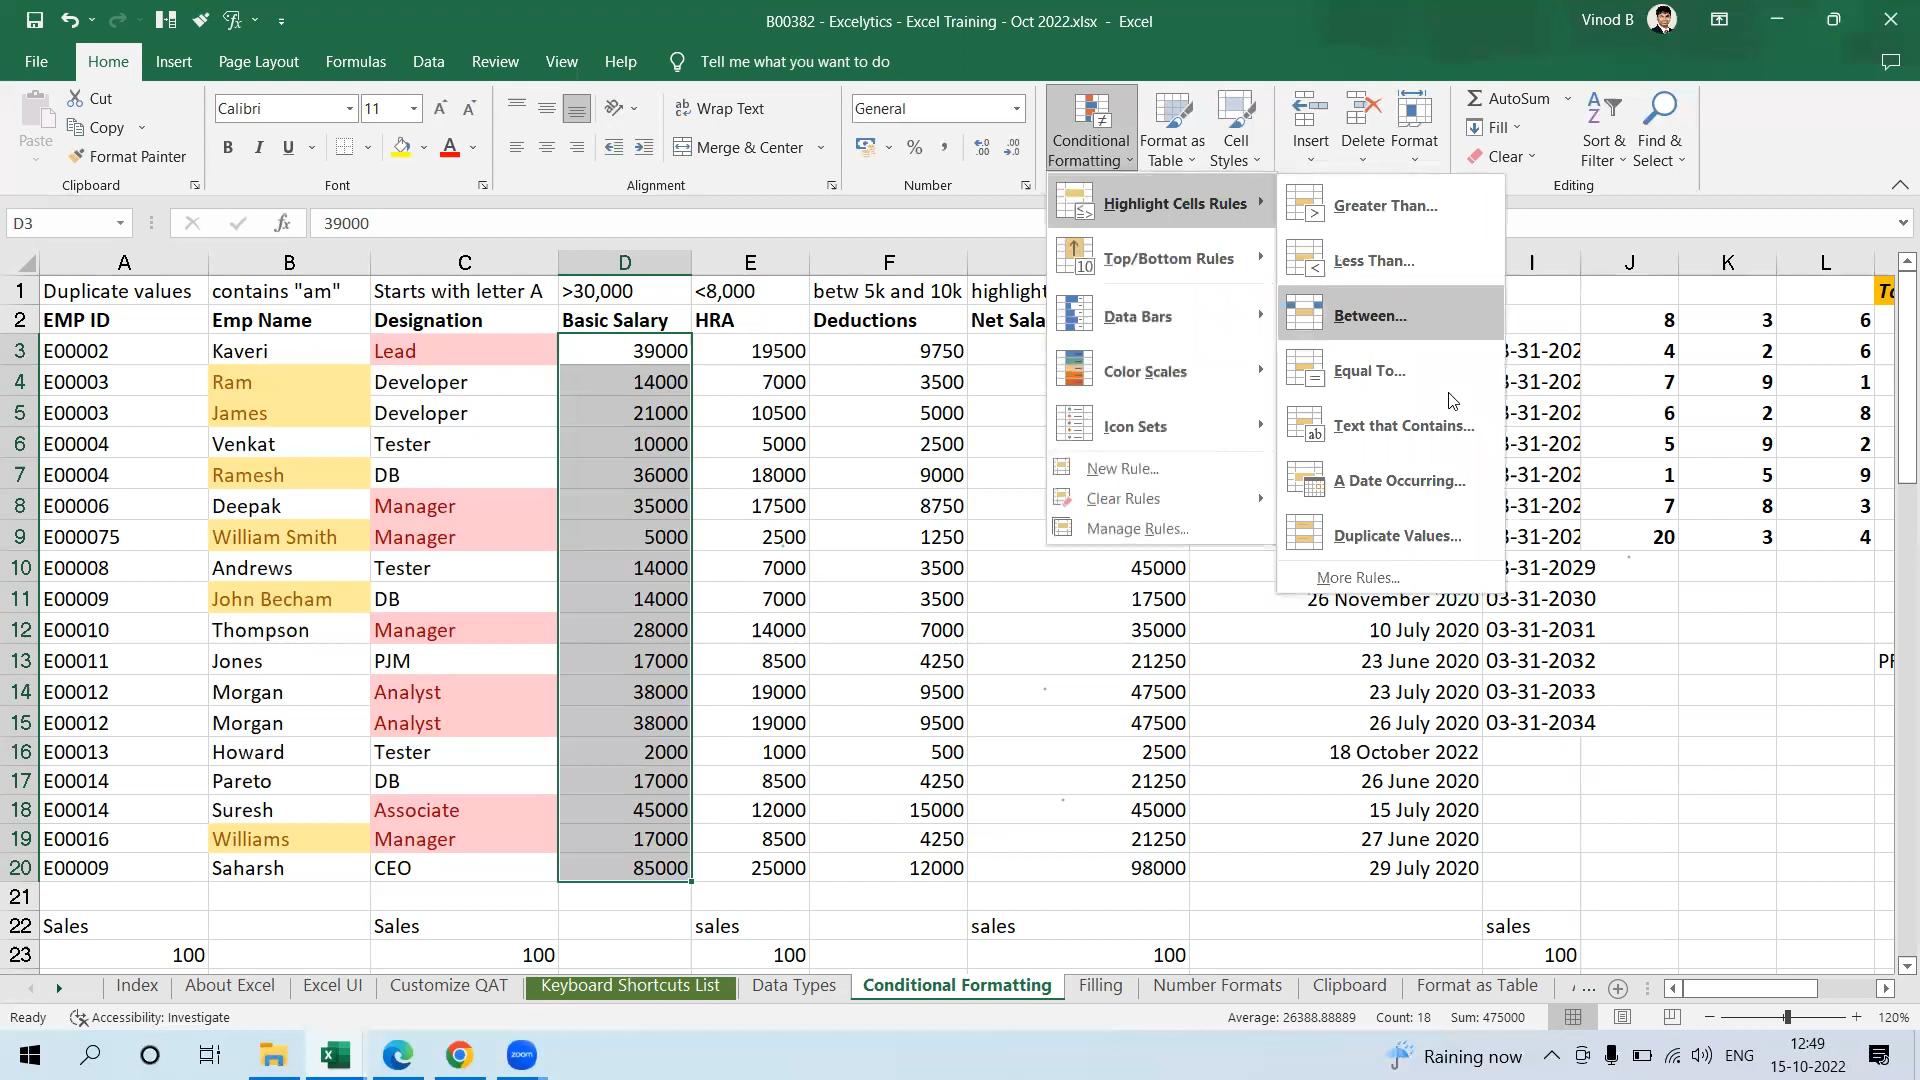 B00382 - Excelytics - Excel Training - Oct 2022.xlsx - Excel
Vinod B
File Home Insert Page Layout Formulas Data Review View Help Tell me what you want to do
Paste Cut Copy Format Painter Clipboard
Calibri 11 B I U A Font
Wrap Text Merge & Center Alignment
General % Number
Conditional Formatting Format as Table Cell Styles
Insert Delete Format
AutoSum Fill Clear Sort & Filter Find & Select Editing
D3 fx 39000
Highlight Cells Rules
Top/Bottom Rules
Data Bars
Color Scales
Icon Sets
New Rule...
Clear Rules
Manage Rules...
Greater Than...
Less Than...
Between...
Equal To...
Text that Contains...
A Date Occurring...
Duplicate Values...
More Rules...
A B C D E F I J K L
1 Duplicate values contains "am" Starts with letter A >30,000 <8,000 betw 5k and 10k highlight
2 EMP ID Emp Name Designation Basic Salary HRA Deductions Net Sala 8 3 6
3 E00002 Kaveri Lead 39000 19500 9750 3-31-202 4 2 6
4 E00003 Ram Developer 14000 7000 3500 3-31-202 7 9 1
5 E00003 James Developer 21000 10500 5000 3-31-202 6 2 8
6 E00004 Venkat Tester 10000 5000 2500 3-31-202 5 9 2
7 E00004 Ramesh DB 36000 18000 9000 3-31-202 1 5 9
8 E00006 Deepak Manager 35000 17500 8750 3-31-202 7 8 3
9 E000075 William Smith Manager 5000 2500 1250 3-31-202 20 3 4
10 E00008 Andrews Tester 14000 7000 3500 45000 3-31-2029
11 E00009 John Becham DB 14000 7000 3500 17500 26 November 2020 03-31-2030
12 E00010 Thompson Manager 28000 14000 7000 35000 10 July 2020 03-31-2031
13 E00011 Jones PJM 17000 8500 4250 21250 23 June 2020 03-31-2032
14 E00012 Morgan Analyst 38000 19000 9500 47500 23 July 2020 03-31-2033
15 E00012 Morgan Analyst 38000 19000 9500 47500 26 July 2020 03-31-2034
16 E00013 Howard Tester 2000 1000 500 2500 18 October 2022
17 E00014 Pareto DB 17000 8500 4250 21250 26 June 2020
18 E00014 Suresh Associate 45000 12000 15000 45000 15 July 2020
19 E00016 Williams Manager 17000 8500 4250 21250 27 June 2020
20 E00009 Saharsh CEO 85000 25000 12000 98000 29 July 2020
21
22 Sales Sales sales sales sales
23 100 100 100 100 100
Index About Excel Excel UI Customize QAT Keyboard Shortcuts List Data Types Conditional Formatting Filling Number Formats Clipboard Format as Table ...
Ready Accessibility: Investigate Average: 26388.88889 Count: 18 Sum: 475000 120%
zoom Raining now ENG 12:49
15-10-2022